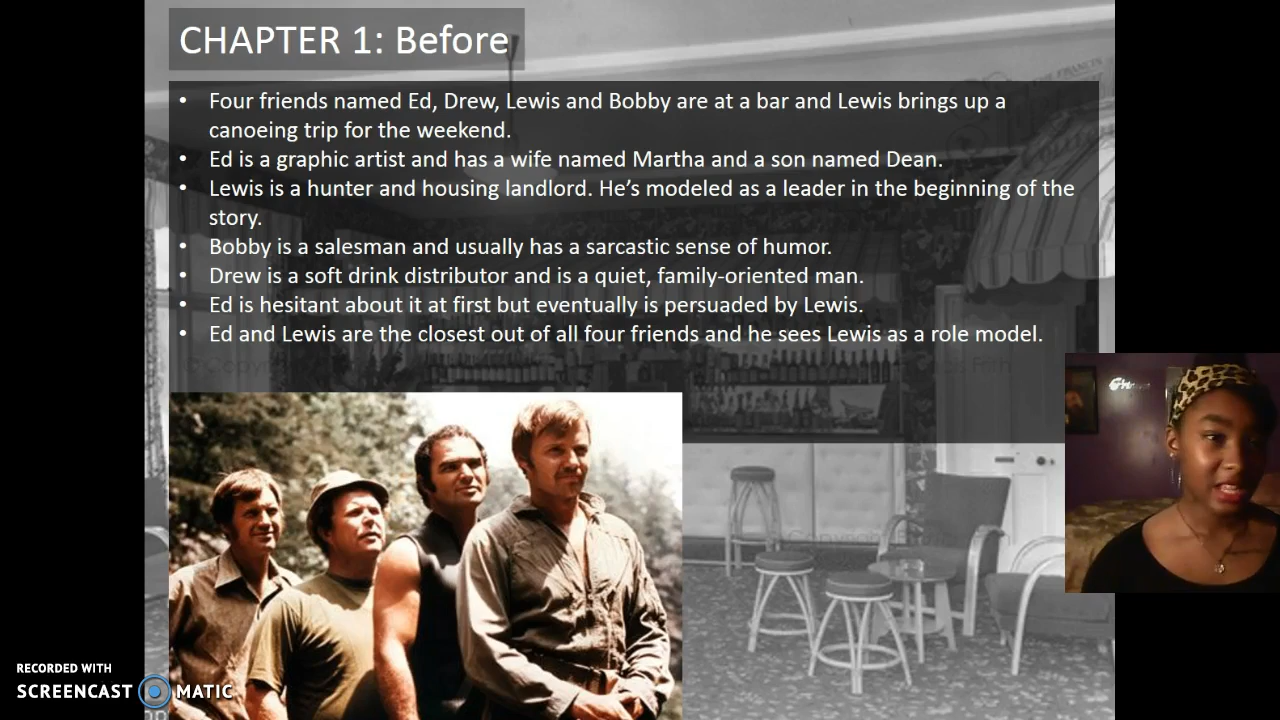 CHAPTER 1: Before
• Four friends named Ed, Drew, Lewis and Bobby are at a bar and Lewis brings up a
canoeing trip for the weekend.
• Ed is a graphic artist and has a wife named Martha and a son named Dean.
• Lewis is a hunter and housing landlord. He’s modeled as a leader in the beginning of the
story.
• Bobby is a salesman and usually has a sarcastic sense of humor.
• Drew is a soft drink distributor and is a quiet, family-oriented man.
• Ed is hesitant about it at first but eventually is persuaded by Lewis.
• Ed and Lewis are the closest out of all four friends and he sees Lewis as a role model.
RECORDED WITH
SCREENCAST MATIC